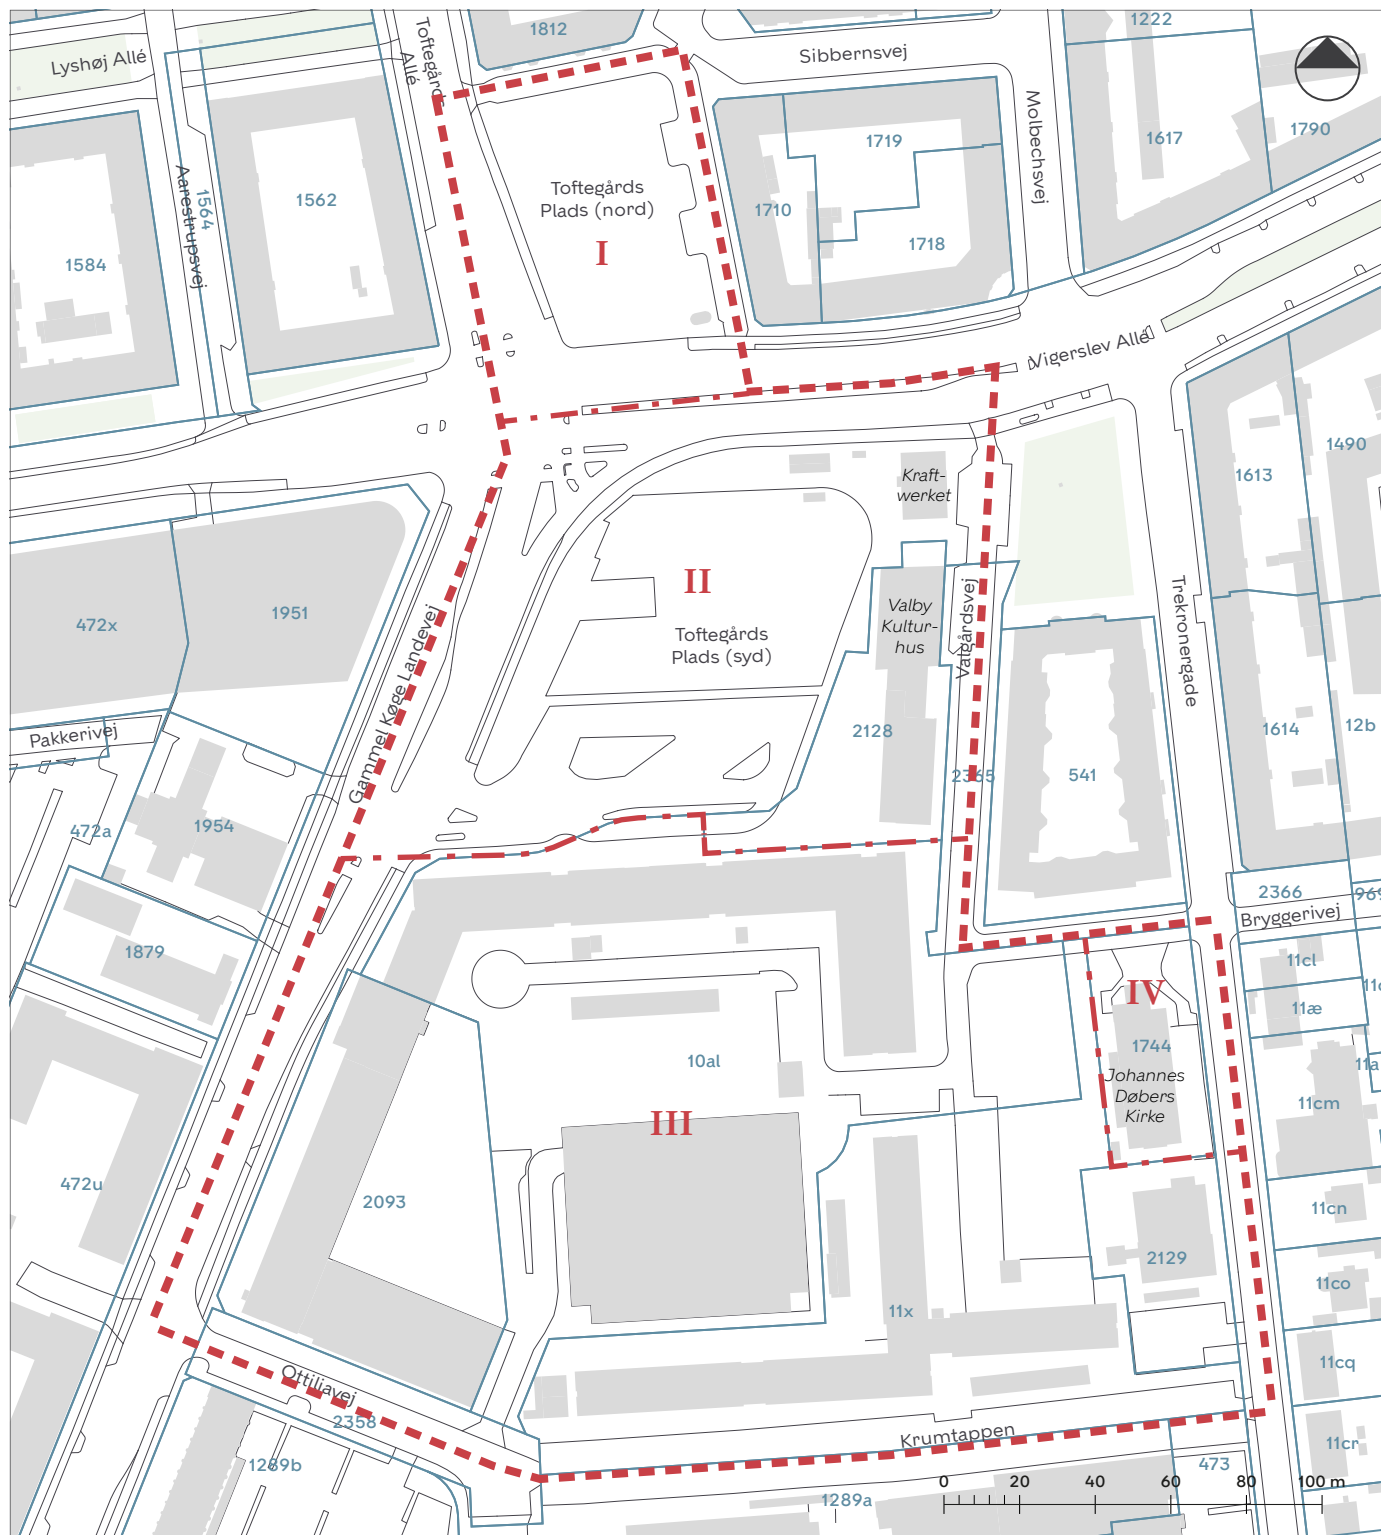 1812
1222
Lyshøj Allé
Toftegårds
Allé
Sibbernsvej
Molbechsvej
1617
1790
1719
Aarestrupsvej
1564
1562
Toftegårds
Plads (nord)
I
1710
1718
1584
Vigerslev Allé
1613
1490
Kraft-
werket
II
1951
472x
Toftegårds
Plads (syd)
Valby
Kultur-
hus
Valgårdsvej
Trekronergade
Gammel Køge Landevej
Pakkerivej
2128
2365
541
1614
12b
1954
472a
2366
Bryggerivej
1879
11cl
IV
11æ
1744
10al
Johannes
Døbers
Kirke
11cm
III
472u
2093
11cn
2129
11co
11x
11cq
Ottiliavej
2358
Krumtappen
11cr
1289b
473
0 20 40 60 80 100 m
1289a